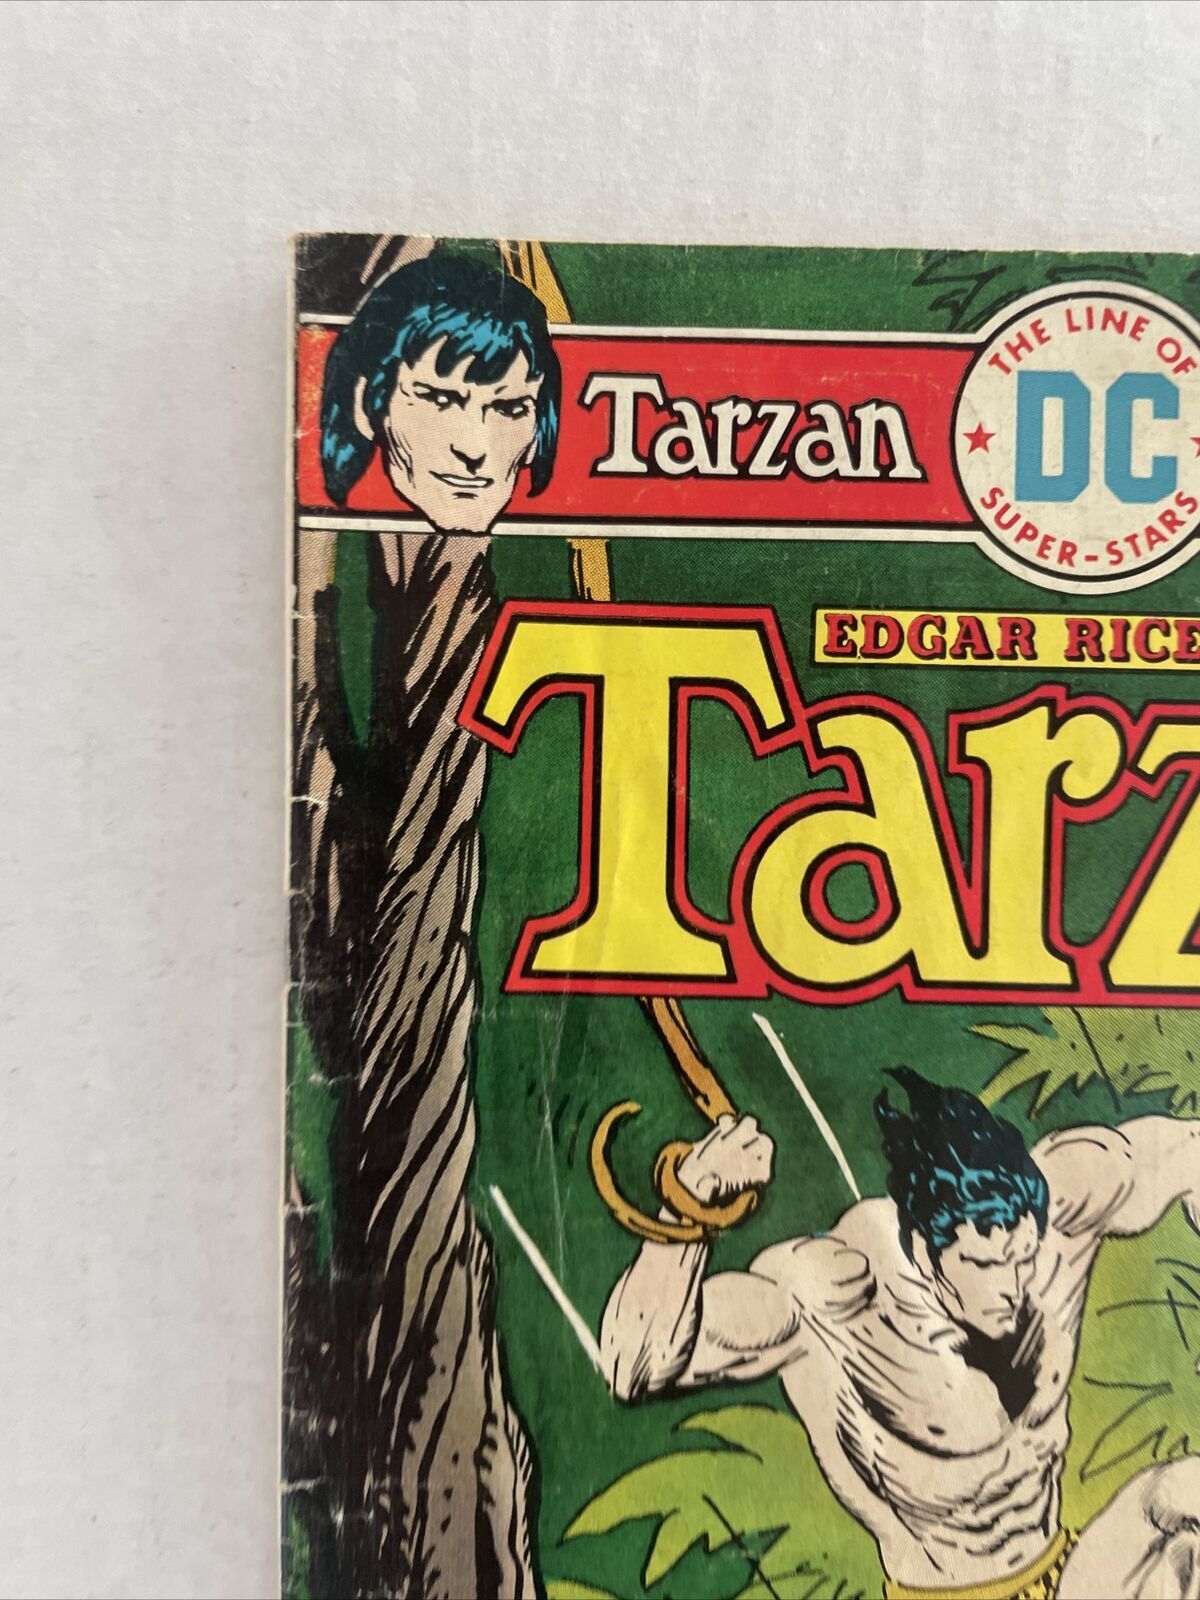 Tarzan
THE LINE OF
DC
SUPER-STARS
EDGAR RICE
Tarz